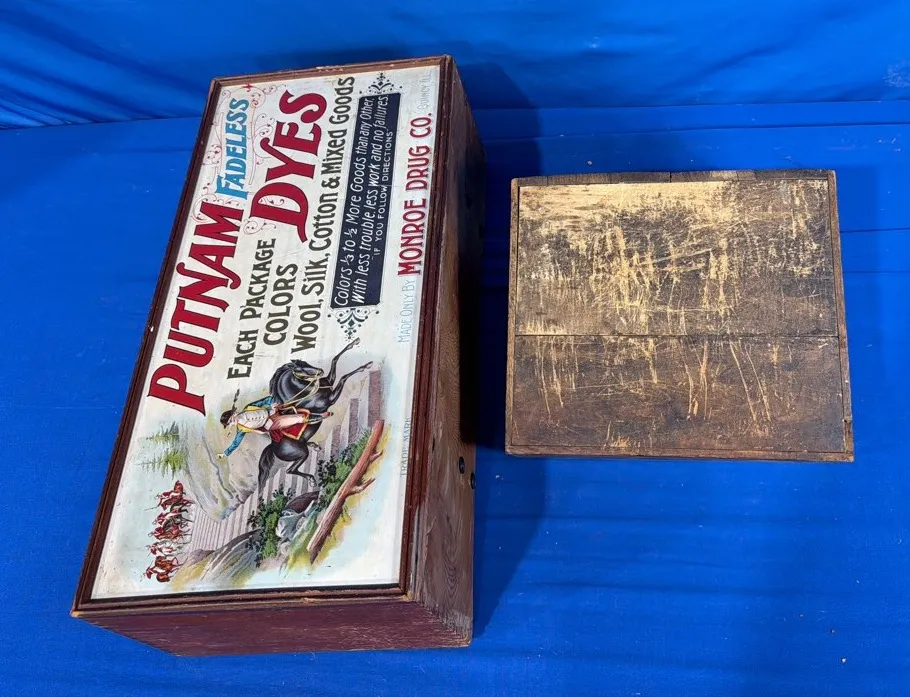 PUTNAM FADELESS
DYES
EACH PACKAGE
COLORS
Wool, Silk, Cotton & Mixed Goods
Colors ⅓ to ½ More Goods than any Other.
With less trouble, less work and no failures
"IF YOU FOLLOW DIRECTIONS"
MADE ONLY BY MONROE DRUG CO. QUINCY ILL.
TRADE MARK